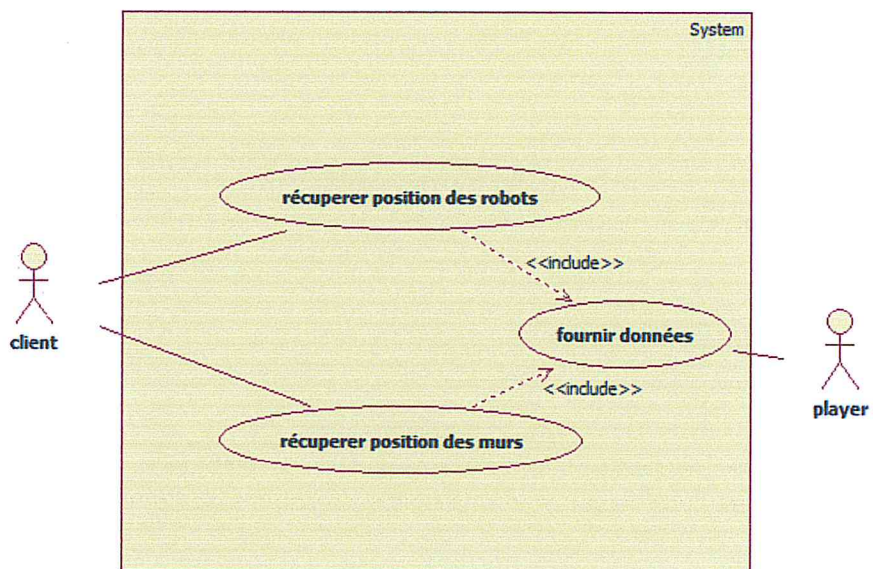 System
récuperer position des robots
<<include>>
client
fournir données
<<include>>
player
récuperer position des murs